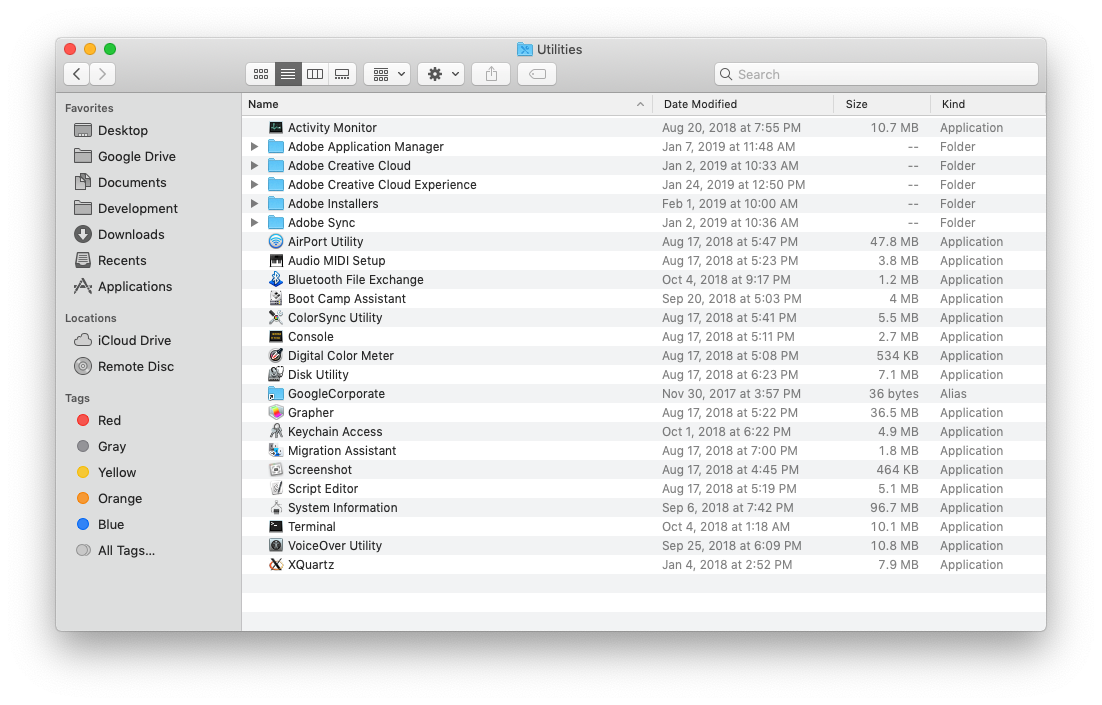 Utilities
Search
Favorites
Desktop
Google Drive
Documents
Development
Downloads
Recents
Applications
Locations
iCloud Drive
Remote Disc
Tags
Red
Gray
Yellow
Orange
Blue
All Tags...
Name Date Modified Size Kind
Activity Monitor Aug 20, 2018 at 7:55 PM 10.7 MB Application
Adobe Application Manager Jan 7, 2019 at 11:48 AM -- Folder
Adobe Creative Cloud Jan 2, 2019 at 10:33 AM -- Folder
Adobe Creative Cloud Experience Jan 24, 2019 at 12:50 PM -- Folder
Adobe Installers Feb 1, 2019 at 10:00 AM -- Folder
Adobe Sync Jan 2, 2019 at 10:36 AM -- Folder
AirPort Utility Aug 17, 2018 at 5:47 PM 47.8 MB Application
Audio MIDI Setup Aug 17, 2018 at 5:23 PM 3.8 MB Application
Bluetooth File Exchange Oct 4, 2018 at 9:17 PM 1.2 MB Application
Boot Camp Assistant Sep 20, 2018 at 5:03 PM 4 MB Application
ColorSync Utility Aug 17, 2018 at 5:41 PM 5.5 MB Application
Console Aug 17, 2018 at 5:11 PM 2.7 MB Application
Digital Color Meter Aug 17, 2018 at 5:08 PM 534 KB Application
Disk Utility Aug 17, 2018 at 6:23 PM 7.1 MB Application
GoogleCorporate Nov 30, 2017 at 3:57 PM 36 bytes Alias
Grapher Aug 17, 2018 at 5:22 PM 36.5 MB Application
Keychain Access Oct 1, 2018 at 6:22 PM 4.9 MB Application
Migration Assistant Aug 17, 2018 at 7:00 PM 1.8 MB Application
Screenshot Aug 17, 2018 at 4:45 PM 464 KB Application
Script Editor Aug 17, 2018 at 5:19 PM 5.1 MB Application
System Information Sep 6, 2018 at 7:42 PM 96.7 MB Application
Terminal Oct 4, 2018 at 1:18 AM 10.1 MB Application
VoiceOver Utility Sep 25, 2018 at 6:09 PM 10.8 MB Application
XQuartz Jan 4, 2018 at 2:52 PM 7.9 MB Application